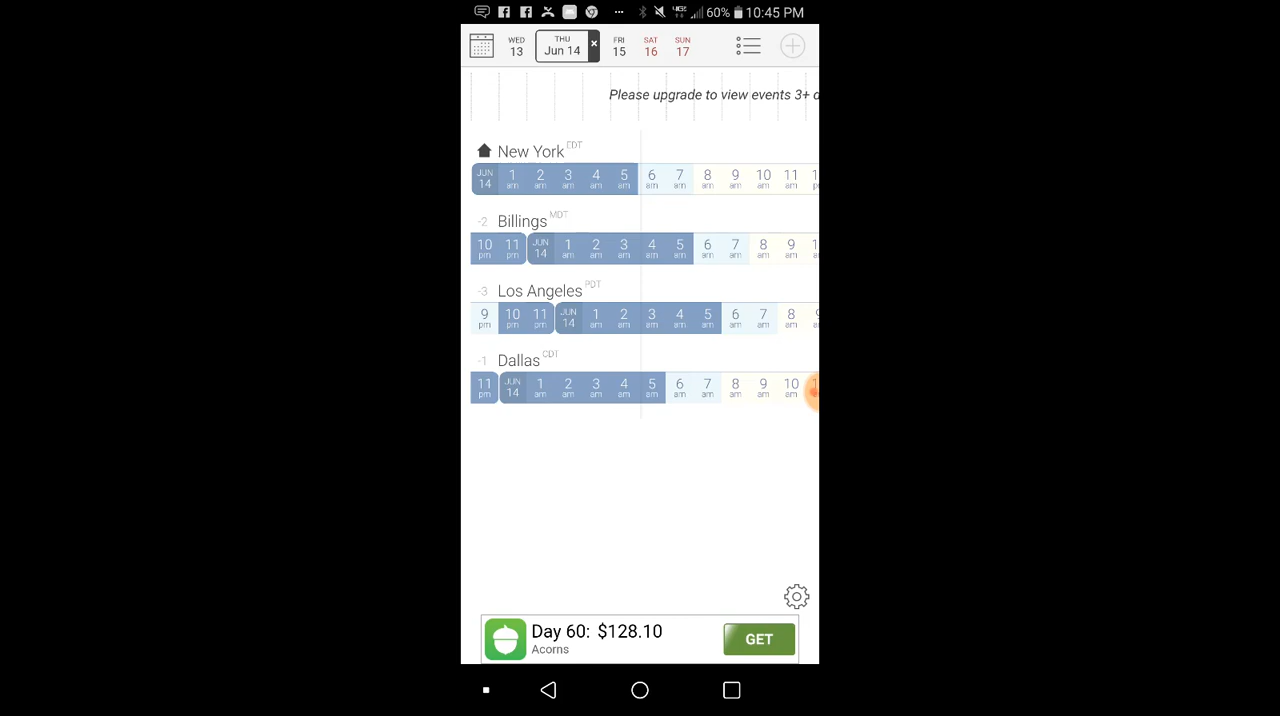 60% 10:45 PM
WED 13 THU Jun 14 x FRI 15 SAT 16 SUN 17
Please upgrade to view events 3+ d
New York EDT
JUN 14 1 am 2 am 3 am 4 am 5 am 6 am 7 am 8 am 9 am 10 am 11 am
-2 Billings MDT
10 pm 11 pm JUN 14 1 am 2 am 3 am 4 am 5 am 6 am 7 am 8 am 9 am
-3 Los Angeles PDT
9 pm 10 pm 11 pm JUN 14 1 am 2 am 3 am 4 am 5 am 6 am 7 am 8 am
-1 Dallas CDT
11 pm JUN 14 1 am 2 am 3 am 4 am 5 am 6 am 7 am 8 am 9 am 10 am
Day 60: $128.10
Acorns
GET